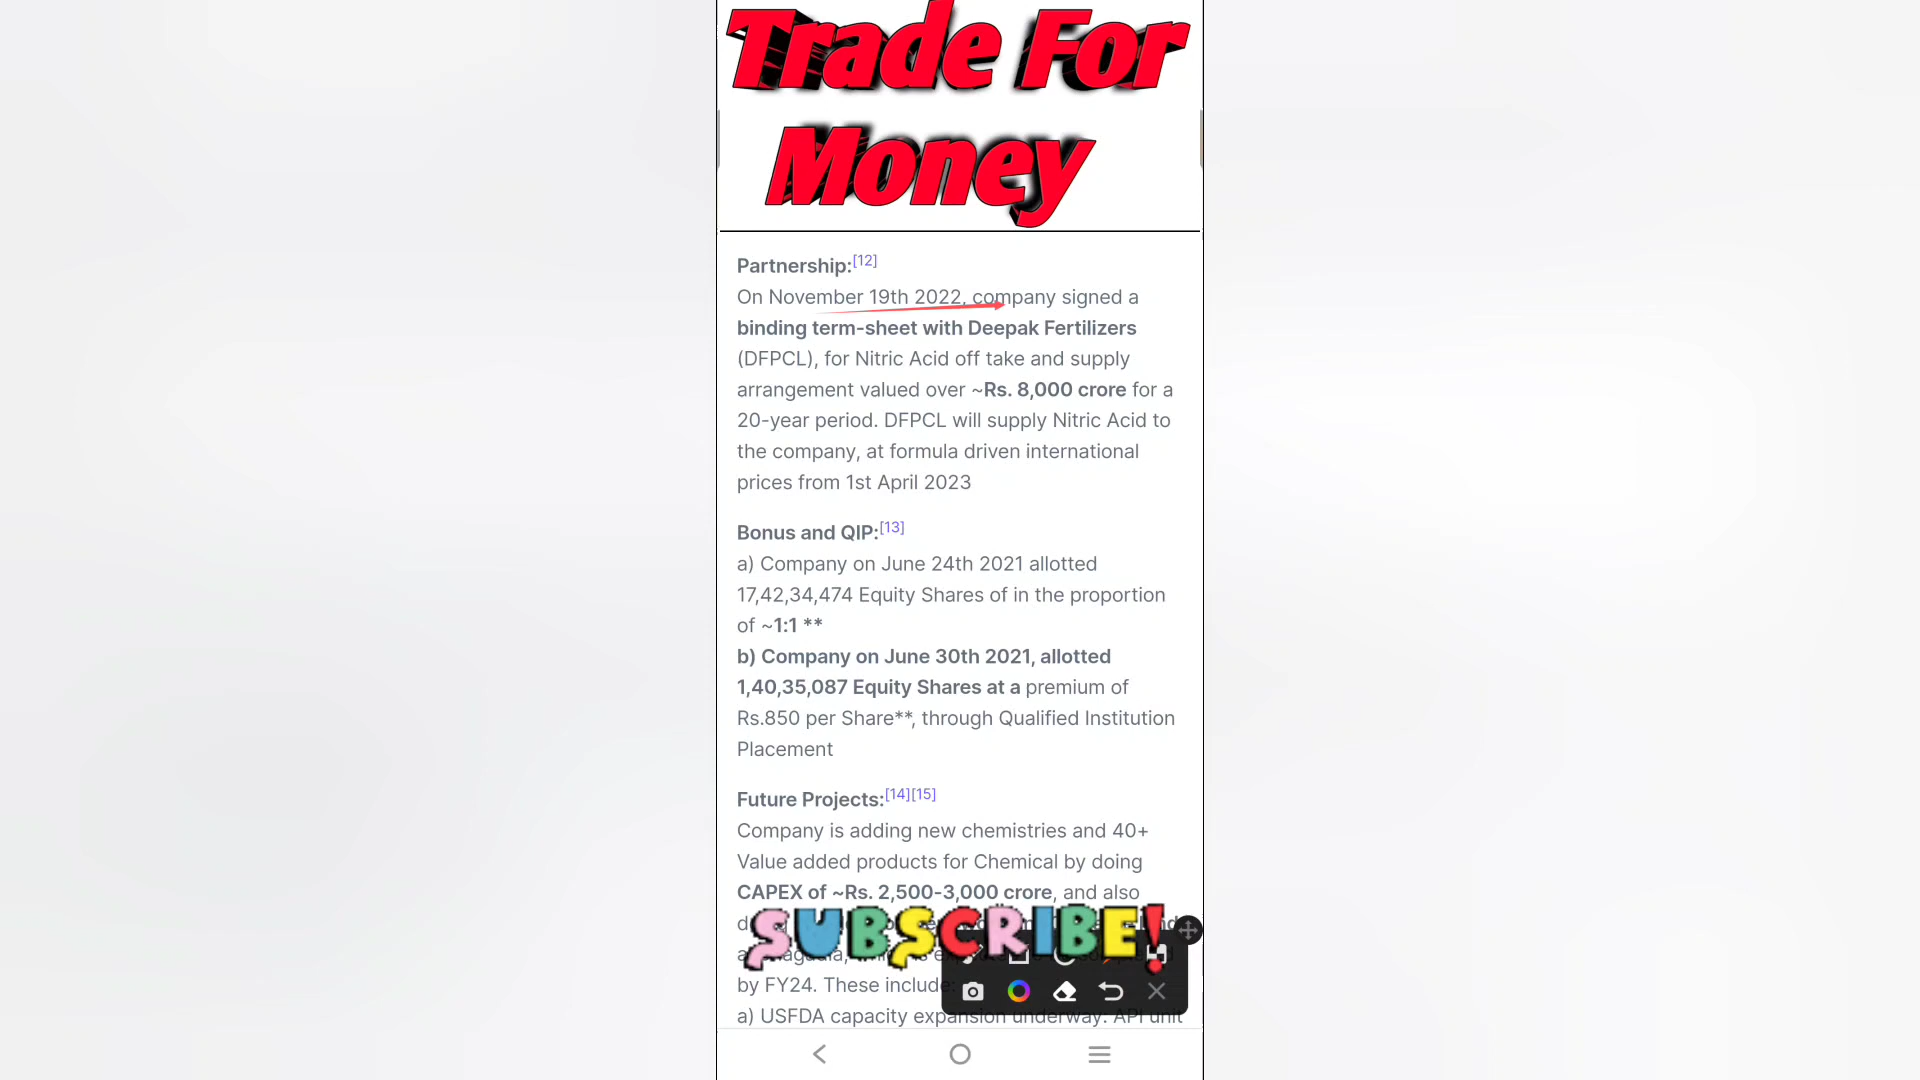 Trade For
Money
Partnership:[12]
On November 19th 2022, company signed a
binding term-sheet with Deepak Fertilizers
(DFPCL), for Nitric Acid off take and supply
arrangement valued over ~Rs. 8,000 crore for a
20-year period. DFPCL will supply Nitric Acid to
the company, at formula driven international
prices from 1st April 2023
Bonus and QIP:[13]
a) Company on June 24th 2021 allotted
17,42,34,474 Equity Shares of in the proportion
of ~1:1 **
b) Company on June 30th 2021, allotted
1,40,35,087 Equity Shares at a premium of
Rs.850 per Share**, through Qualified Institution
Placement
Future Projects:[14][15]
Company is adding new chemistries and 40+
Value added products for Chemical by doing
CAPEX of ~Rs. 2,500-3,000 crore, and also
SUBSCRIBE!
by FY24. These include:
a) USFDA capacity expansion underway: API unit